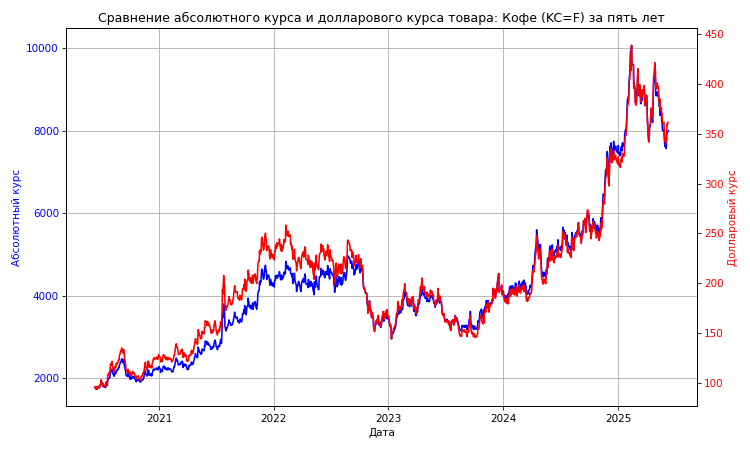 Сравнение абсолютного курса и долларового курса товара: Кофе (KC=F) за пять лет
Абсолютный курс
10000
8000
6000
4000
2000
450
400
350
300
250
200
150
100
Долларовый курс
2021 2022 2023 2024 2025
Дата